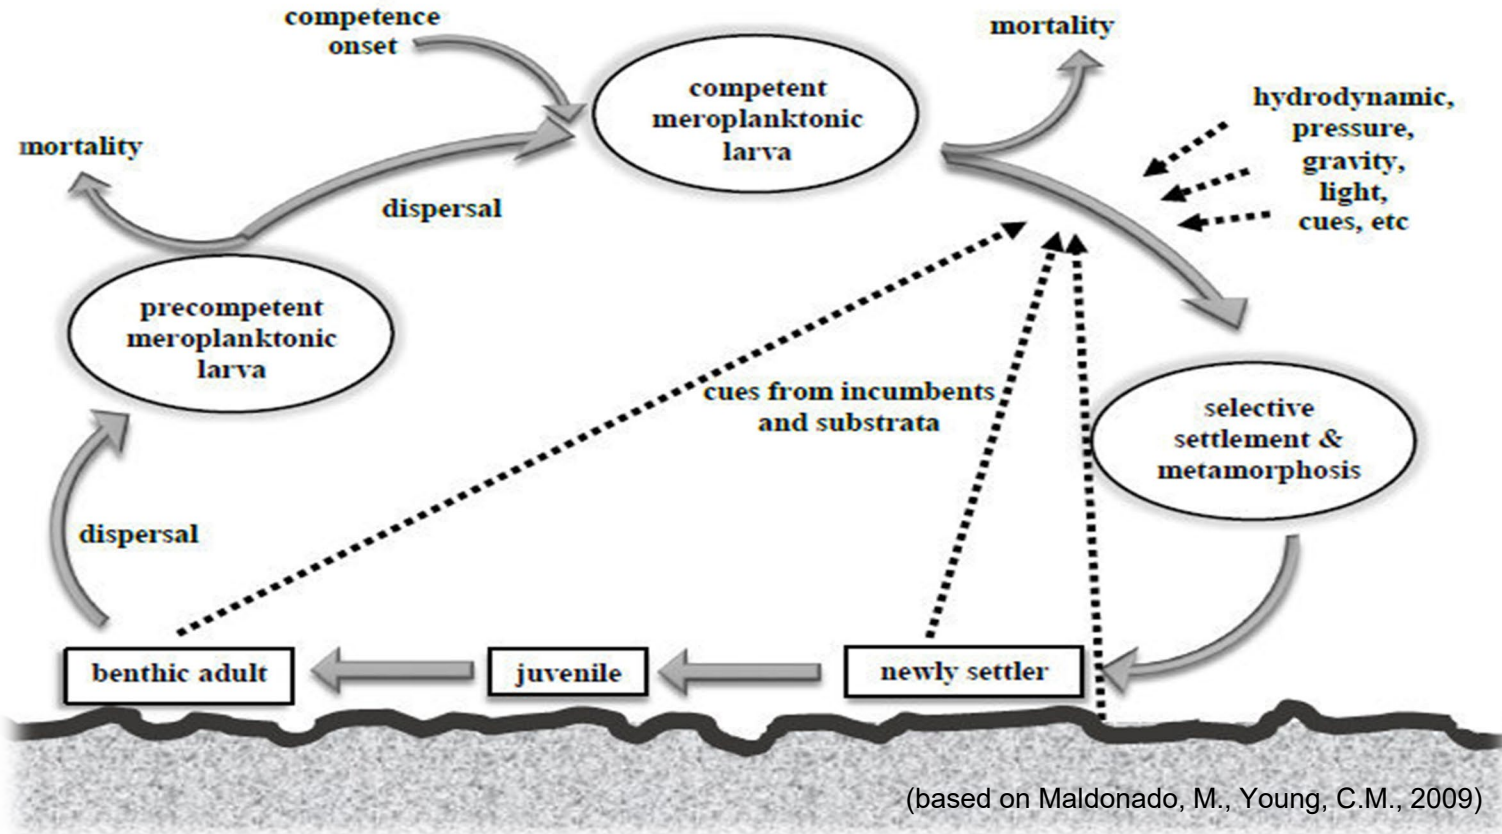 competence
onset
mortality
competent
meroplanktonic
larva
hydrodynamic,
pressure,
gravity,
light,
cues, etc
mortality
dispersal
precompetent
meroplanktonic
larva
cues from incumbents
and substrata
selective
settlement &
metamorphosis
dispersal
benthic adult
juvenile
newly settler
(based on Maldonado, M., Young, C.M., 2009)